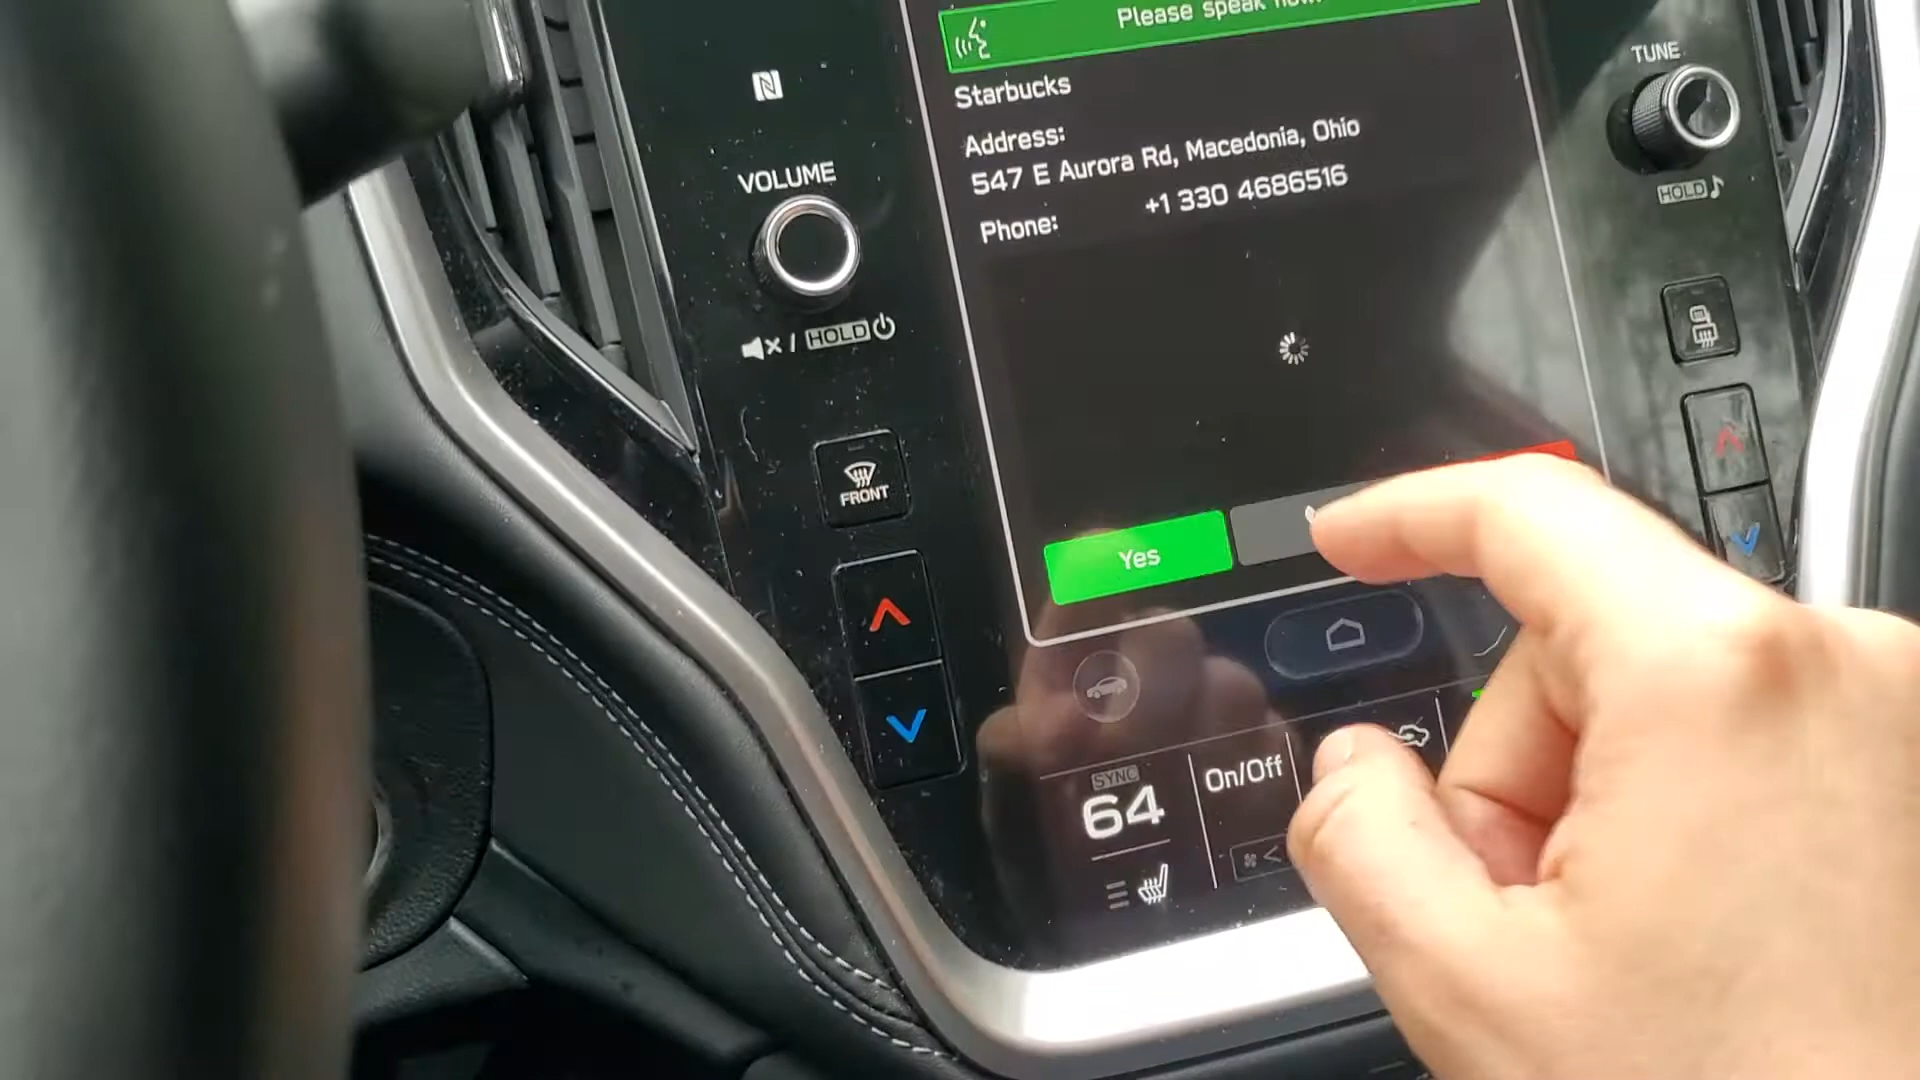 Please speak now
Starbucks
Address:
547 E Aurora Rd, Macedonia, Ohio
+1 330 4686516
Phone:
Yes
VOLUME
/ HOLD
FRONT
TUNE
HOLD
SYNC
64
On/Off